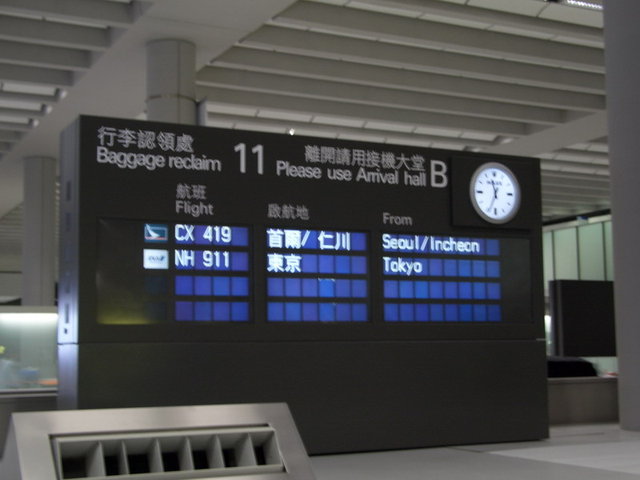 行李認領處
Baggage reclaim 11
離開請用接機大堂
Please use Arrival hall B
航班
Flight
啟航地
From
CX 419 首爾/ 仁川 Seoul/Incheon
NH 911 東京 Tokyo